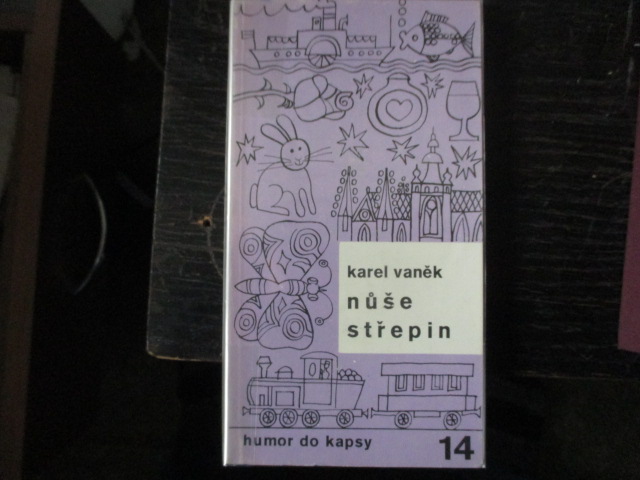 karel vaněk
nůše
střepin
humor do kapsy
14